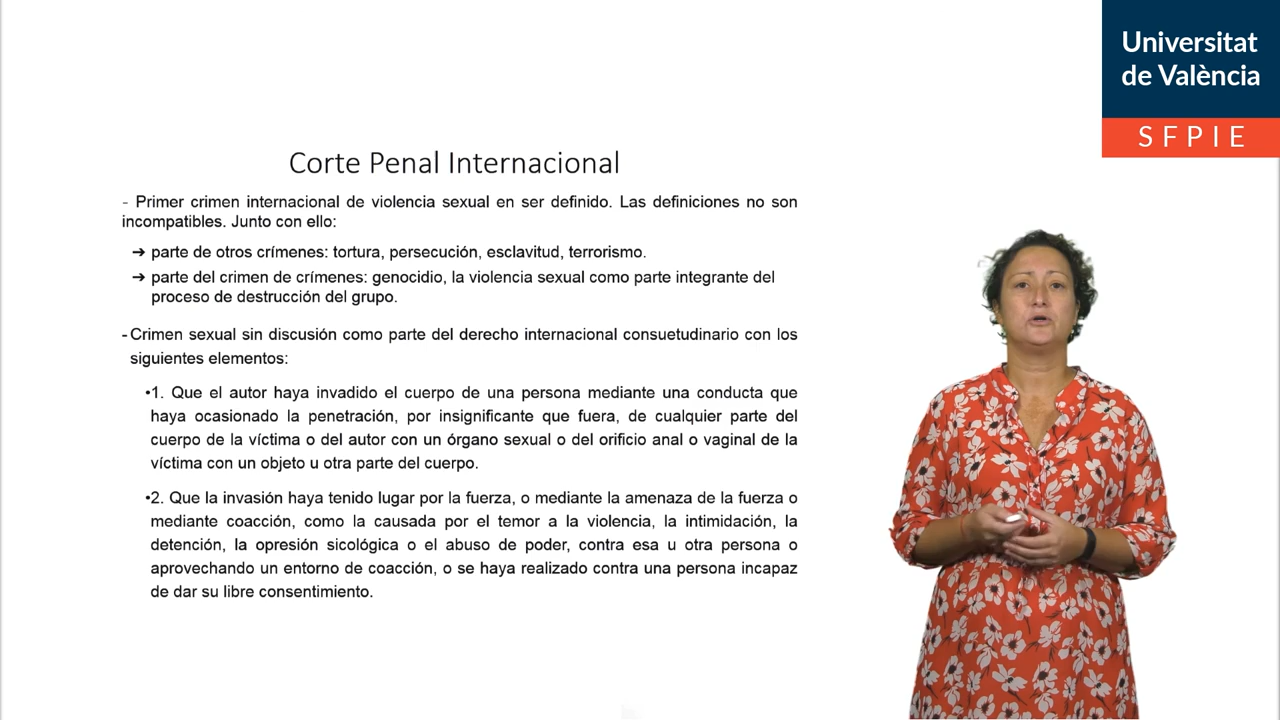 Universitat
de València
SFPIE
Corte Penal Internacional
- Primer crimen internacional de violencia sexual en ser definido. Las definiciones no son
incompatibles. Junto con ello:
➔ parte de otros crímenes: tortura, persecución, esclavitud, terrorismo.
➔ parte del crimen de crímenes: genocidio, la violencia sexual como parte integrante del
proceso de destrucción del grupo.
- Crimen sexual sin discusión como parte del derecho internacional consuetudinario con los
siguientes elementos:
•1. Que el autor haya invadido el cuerpo de una persona mediante una conducta que
haya ocasionado la penetración, por insignificante que fuera, de cualquier parte del
cuerpo de la víctima o del autor con un órgano sexual o del orificio anal o vaginal de la
víctima con un objeto u otra parte del cuerpo.
•2. Que la invasión haya tenido lugar por la fuerza, o mediante la amenaza de la fuerza o
mediante coacción, como la causada por el temor a la violencia, la intimidación, la
detención, la opresión sicológica o el abuso de poder, contra esa u otra persona o
aprovechando un entorno de coacción, o se haya realizado contra una persona incapaz
de dar su libre consentimiento.